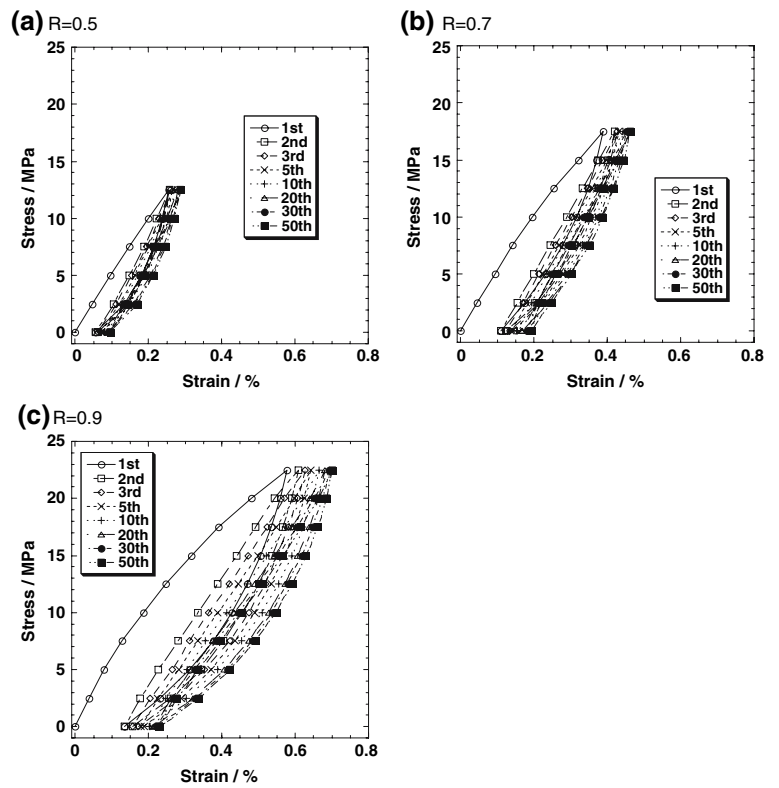 (a) R=0.5
25
20
15
10
5
0
Stress / MPa
0 0.2 0.4 0.6 0.8
Strain / %
1st
2nd
3rd
5th
10th
20th
30th
50th
(b) R=0.7
25
20
15
10
5
0
Stress / MPa
0 0.2 0.4 0.6 0.8
Strain / %
1st
2nd
3rd
5th
10th
20th
30th
50th
(c) R=0.9
25
20
15
10
5
0
Stress / MPa
0 0.2 0.4 0.6 0.8
Strain / %
1st
2nd
3rd
5th
10th
20th
30th
50th